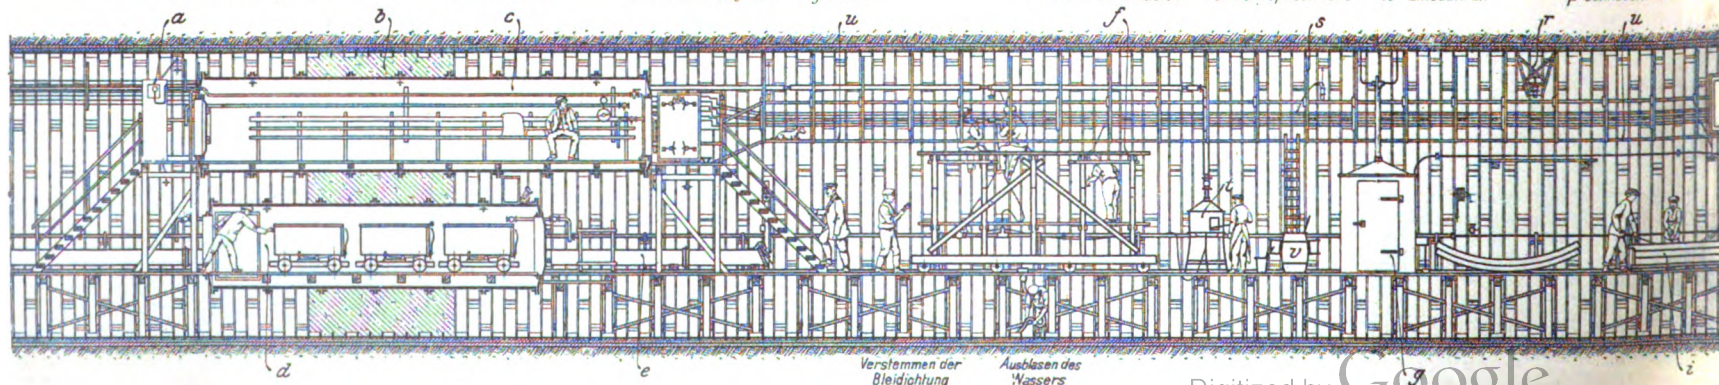 a b c u f s r u
v
d e g i
Verstemmen der Ausblasen des
Bleidichtung Wassers
Digitized by Google